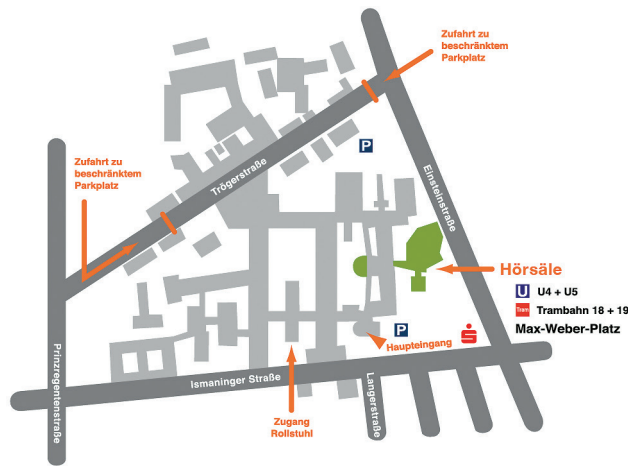 Zufahrt zu
beschränktem
Parkplatz
P
Zufahrt zu
beschränktem
Parkplatz
Trögerstraße
Einsteinstraße
Hörsäle
U U4 + U5
Tram Trambahn 18 + 19
Max-Weber-Platz
P
Haupteingang
Prinzregentenstraße
Ismaninger Straße
Langerstraße
Zugang
Rollstuhl